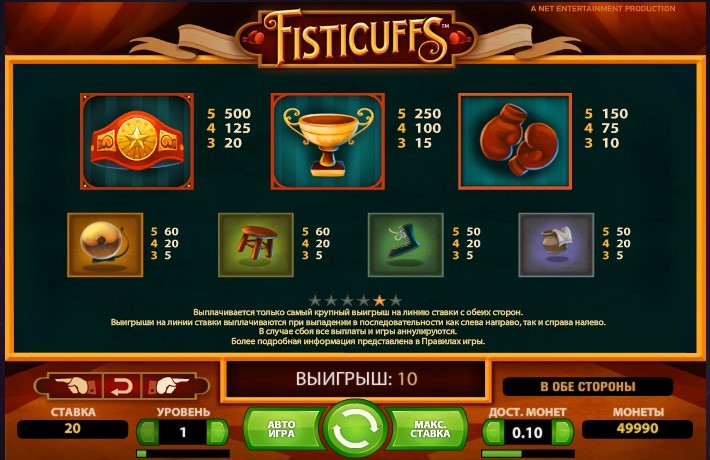 A NET ENTERTAINMENT PRODUCTION
FISTICUFFS™
5 500
4 125
3 20
5 250
4 100
3 15
5 150
4 75
3 10
5 60
4 20
3 5
5 60
4 20
3 5
5 50
4 20
3 5
5 50
4 20
3 5
Выплачивается только самый крупный выигрыш на линию ставки с обеих сторон.
Выигрыши на линии ставки выплачиваются при выпадении в последовательности как слева направо, так и справа налево.
В случае сбоя все выплаты и игры аннулируются.
Более подробная информация представлена в Правилах игры.
ВЫИГРЫШ: 10
В ОБЕ СТОРОНЫ
СТАВКА
20
УРОВЕНЬ
1
АВТО
ИГРА
МАКС.
СТАВКА
ДОСТ. МОНЕТ
0.10
МОНЕТЫ
49990